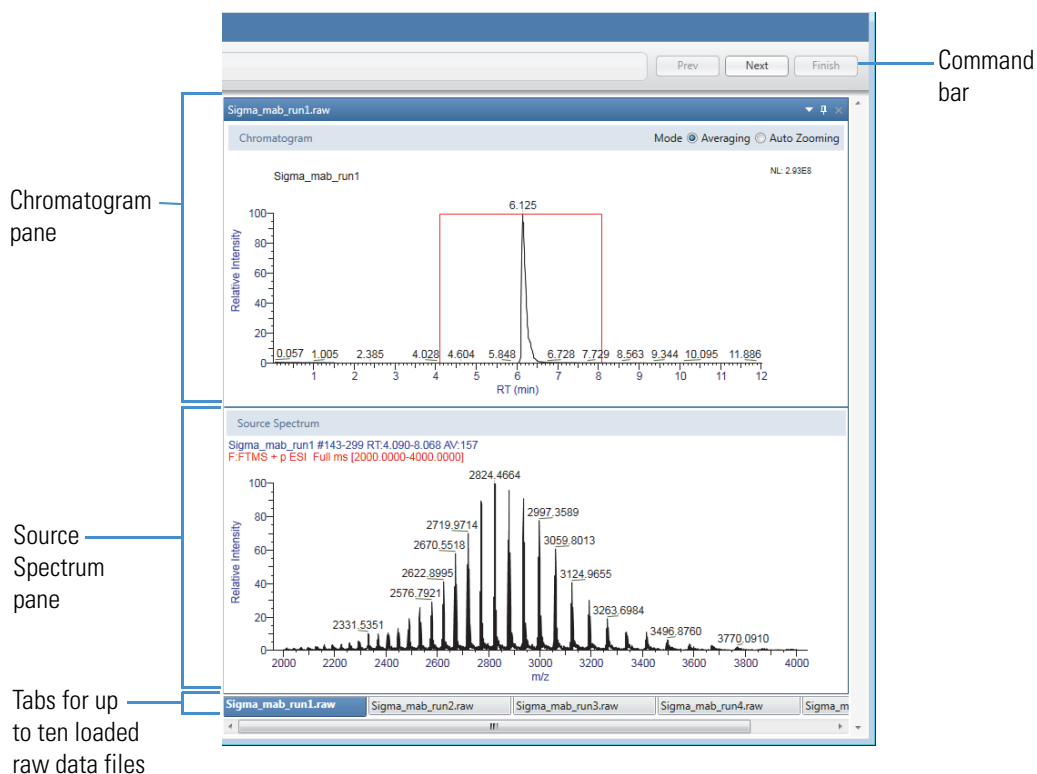 Prev Next Finish
Command
bar
Sigma_mab_run1.raw
Chromatogram Mode Averaging Auto Zooming
Chromatogram
pane
Sigma_mab_run1 NL: 2.93E8
6.125
100
80
60
40
20
0
Relative Intensity
0.057 1.005 2.385 4.028 4.604 5.848 6.728 7.729 8.563 9.344 10.095 11.886
1 2 3 4 5 6 7 8 9 10 11 12
RT (min)
Source Spectrum
Sigma_mab_run1 #143-299 RT:4.090-8.068 AV:157
F:FTMS + p ESI Full ms [2000.0000-4000.0000]
Source
Spectrum
pane
2824.4664
100
80
60
40
20
0
Relative Intensity
2997.3589
2719.9714
2670.5518
3059.8013
2622.8995
3124.9655
2576.7921
3263.6984
2331.5351
3496.8760
3770.0910
2000 2200 2400 2600 2800 3000 3200 3400 3600 3800 4000
m/z
Tabs for up
to ten loaded
raw data files
Sigma_mab_run1.raw Sigma_mab_run2.raw Sigma_mab_run3.raw Sigma_mab_run4.raw Sigma_m